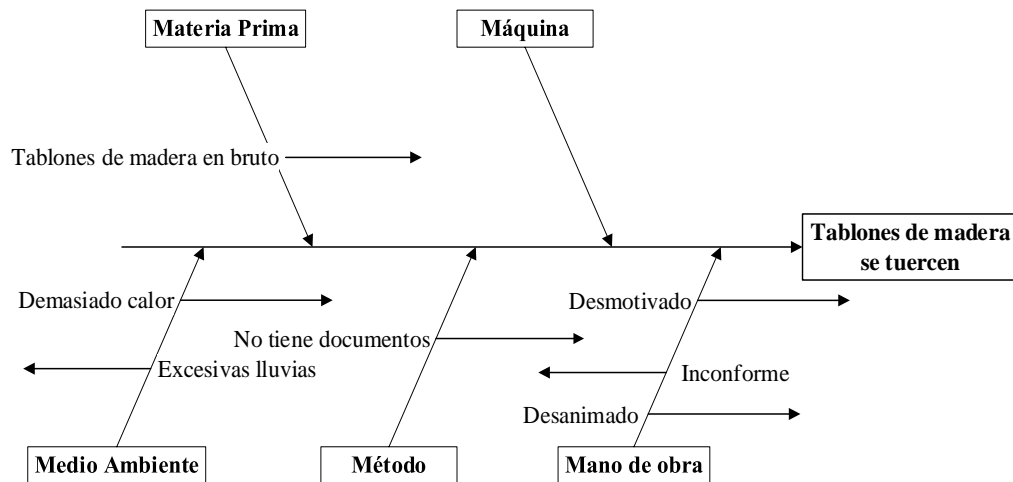 Materia Prima
Máquina
Tablones de madera en bruto
Tablones de madera
se tuercen
Demasiado calor
Desmotivado
No tiene documentos
Excesivas lluvias
Inconforme
Desanimado
Medio Ambiente
Método
Mano de obra